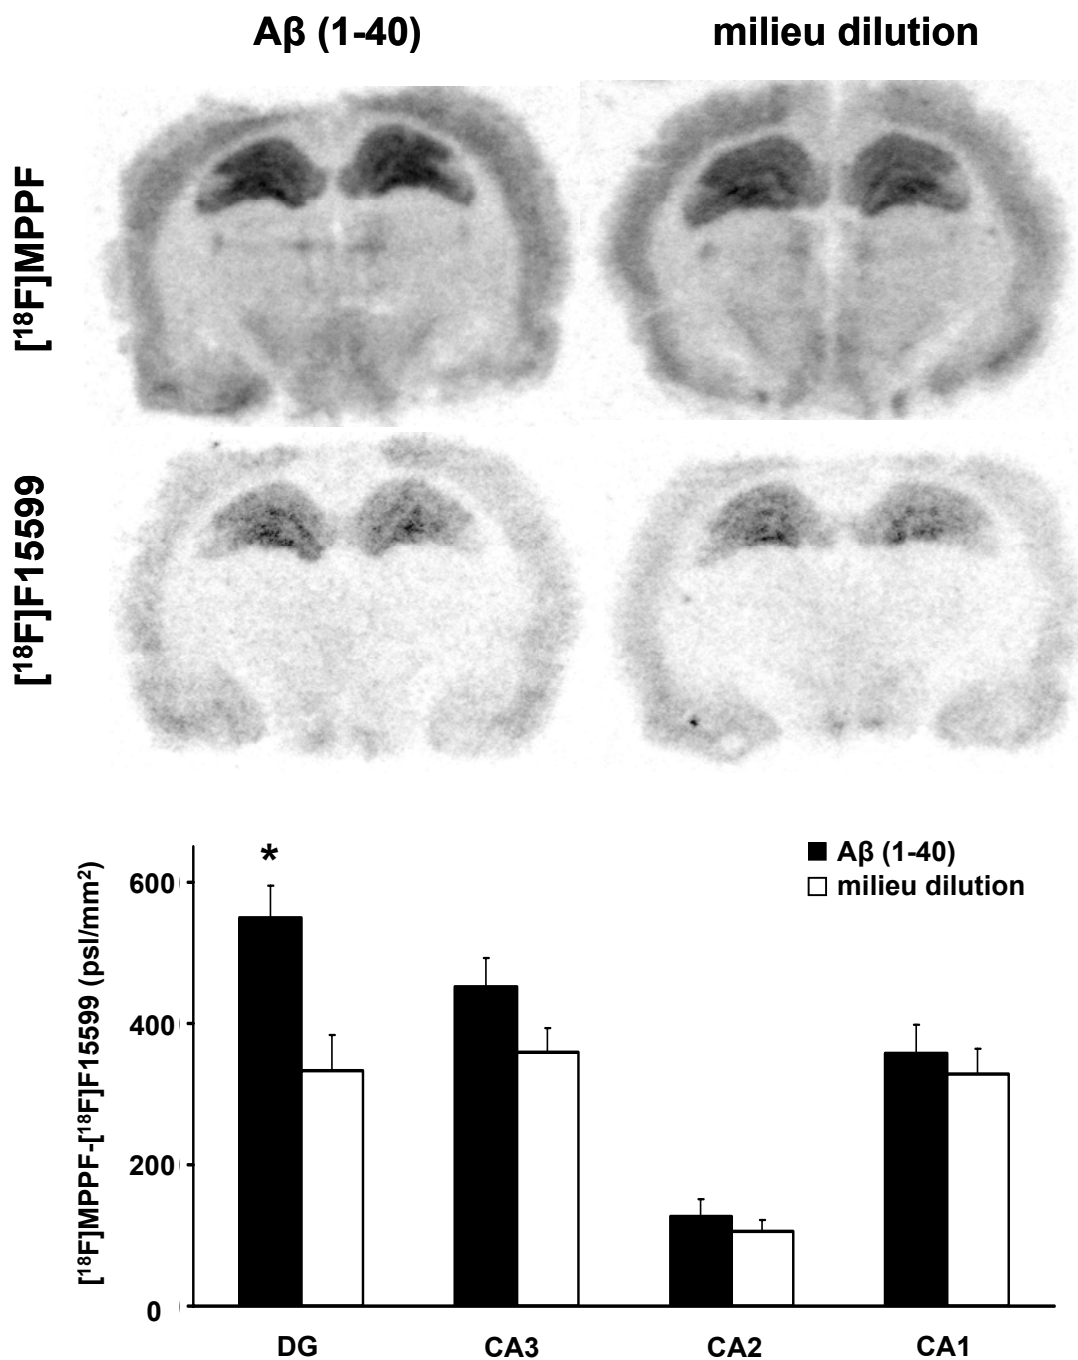 Aβ (1-40)
milieu dilution
[¹⁸F]MPPF
[¹⁸F]F15599
*
Aβ (1-40)
milieu dilution
[¹⁸F]MPPF-[¹⁸F]F15599 (psl/mm²)
600
400
200
0
DG
CA3
CA2
CA1